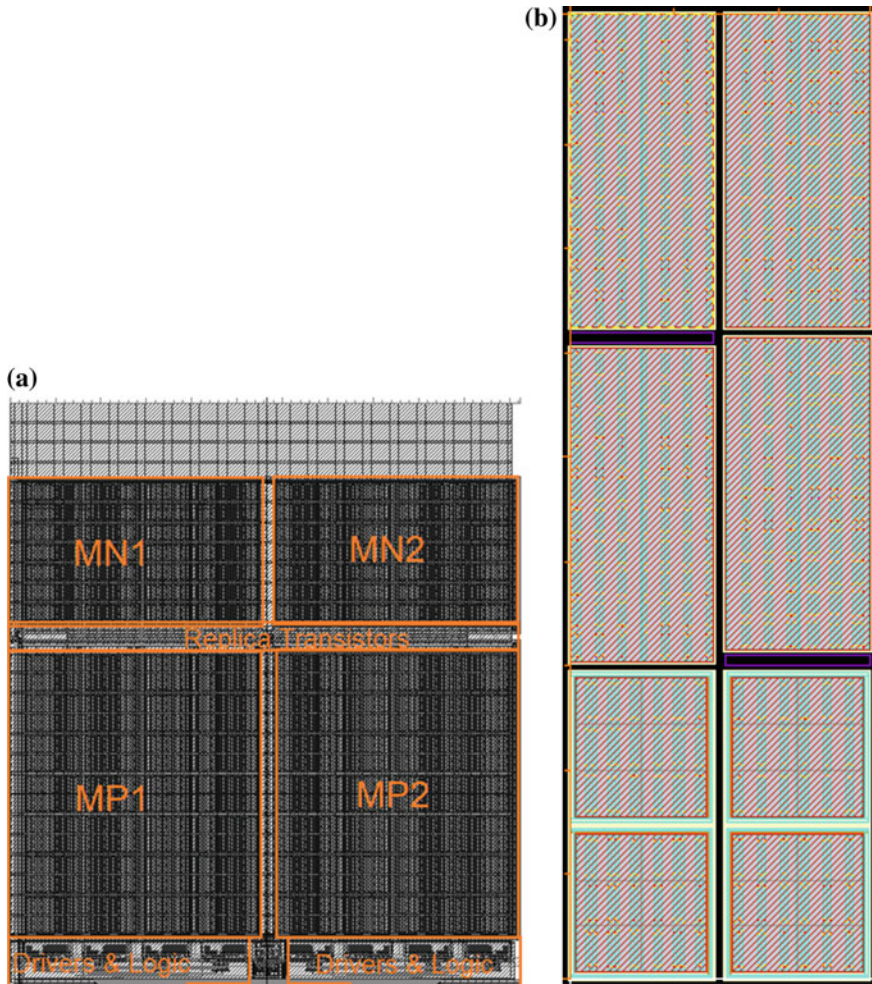 (b)
(a)
MN1
MN2
Replica Transistors
MP1
MP2
Drivers & Logic
Drivers & Logic